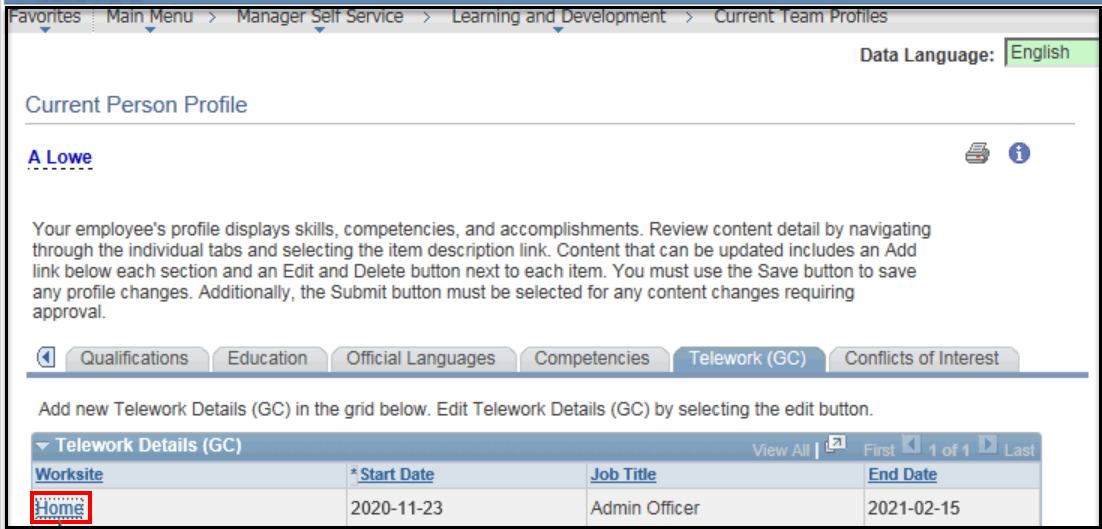 Favorites Main Menu > Manager Self Service > Learning and Development > Current Team Profiles
Data Language: English
Current Person Profile
A Lowe
Your employee's profile displays skills, competencies, and accomplishments. Review content detail by navigating
through the individual tabs and selecting the item description link. Content that can be updated includes an Add
link below each section and an Edit and Delete button next to each item. You must use the Save button to save
any profile changes. Additionally, the Submit button must be selected for any content changes requiring
approval.
Qualifications Education Official Languages Competencies Telework (GC) Conflicts of Interest
Add new Telework Details (GC) in the grid below. Edit Telework Details (GC) by selecting the edit button.
Telework Details (GC) View All | First 1 of 1 Last
Worksite *Start Date Job Title End Date
Home 2020-11-23 Admin Officer 2021-02-15